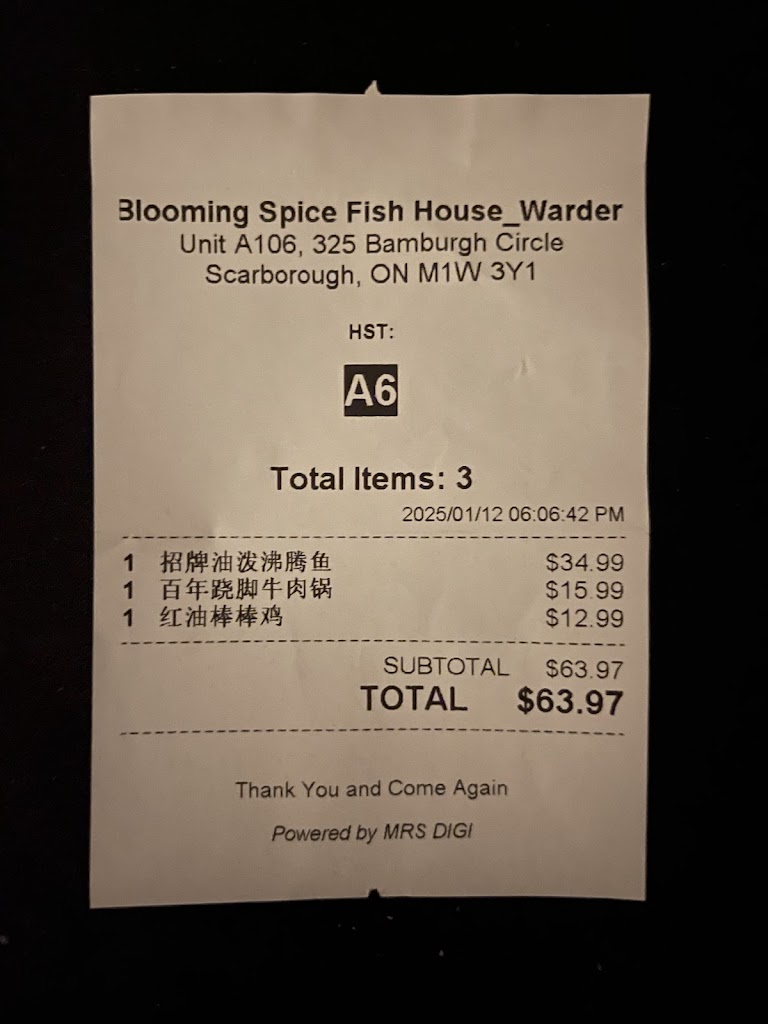 Blooming Spice Fish House_Warder
Unit A106, 325 Bamburgh Circle
Scarborough, ON M1W 3Y1
HST:
A6
Total Items: 3
2025/01/12 06:06:42 PM
1 招牌油泼沸腾鱼 $34.99
1 百年跷脚牛肉锅 $15.99
1 红油棒棒鸡 $12.99
SUBTOTAL $63.97
TOTAL $63.97
Thank You and Come Again
Powered by MRS DIGI